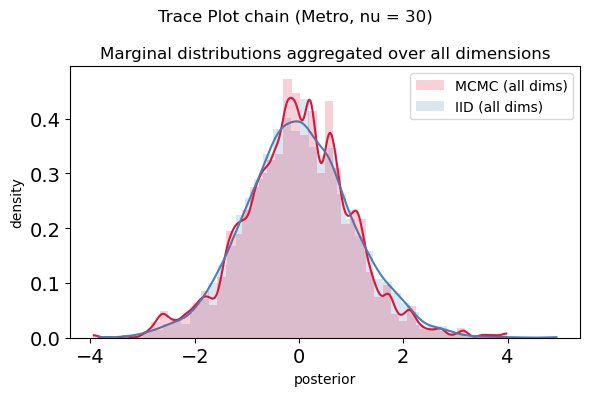 Trace Plot chain (Metro, nu = 30)
Marginal distributions aggregated over all dimensions
MCMC (all dims)
IID (all dims)
density
0.4
0.3
0.2
0.1
0.0
−4
−2
0
2
4
posterior